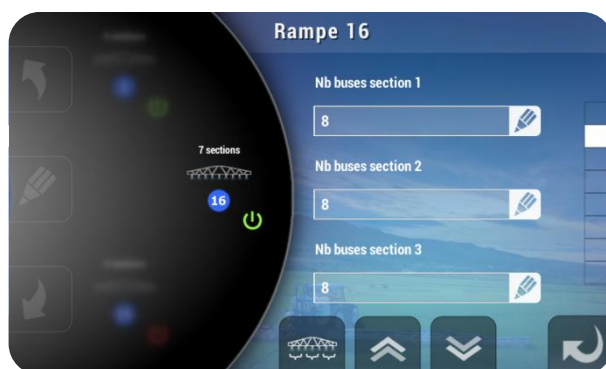 Rampe 16
7 sections
16
Nb buses section 1
8
Nb buses section 2
8
Nb buses section 3
8